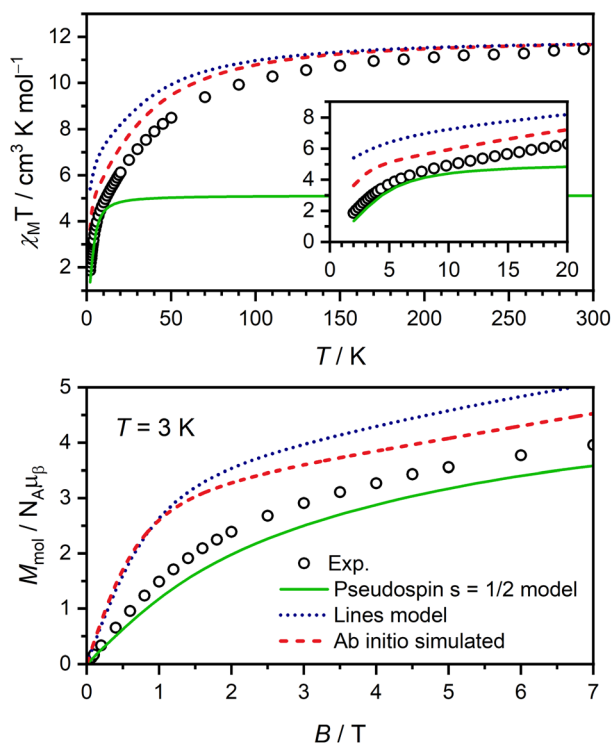 χMT / cm³ K mol⁻¹
12
10
8
6
4
2
8
6
4
2
0
0 5 10 15 20
0 50 100 150 200 250 300
T / K
Mmol / NAμβ
5
4
3
2
1
0
T = 3 K
Exp.
Pseudospin s = 1/2 model
Lines model
Ab initio simulated
0 1 2 3 4 5 6 7
B / T